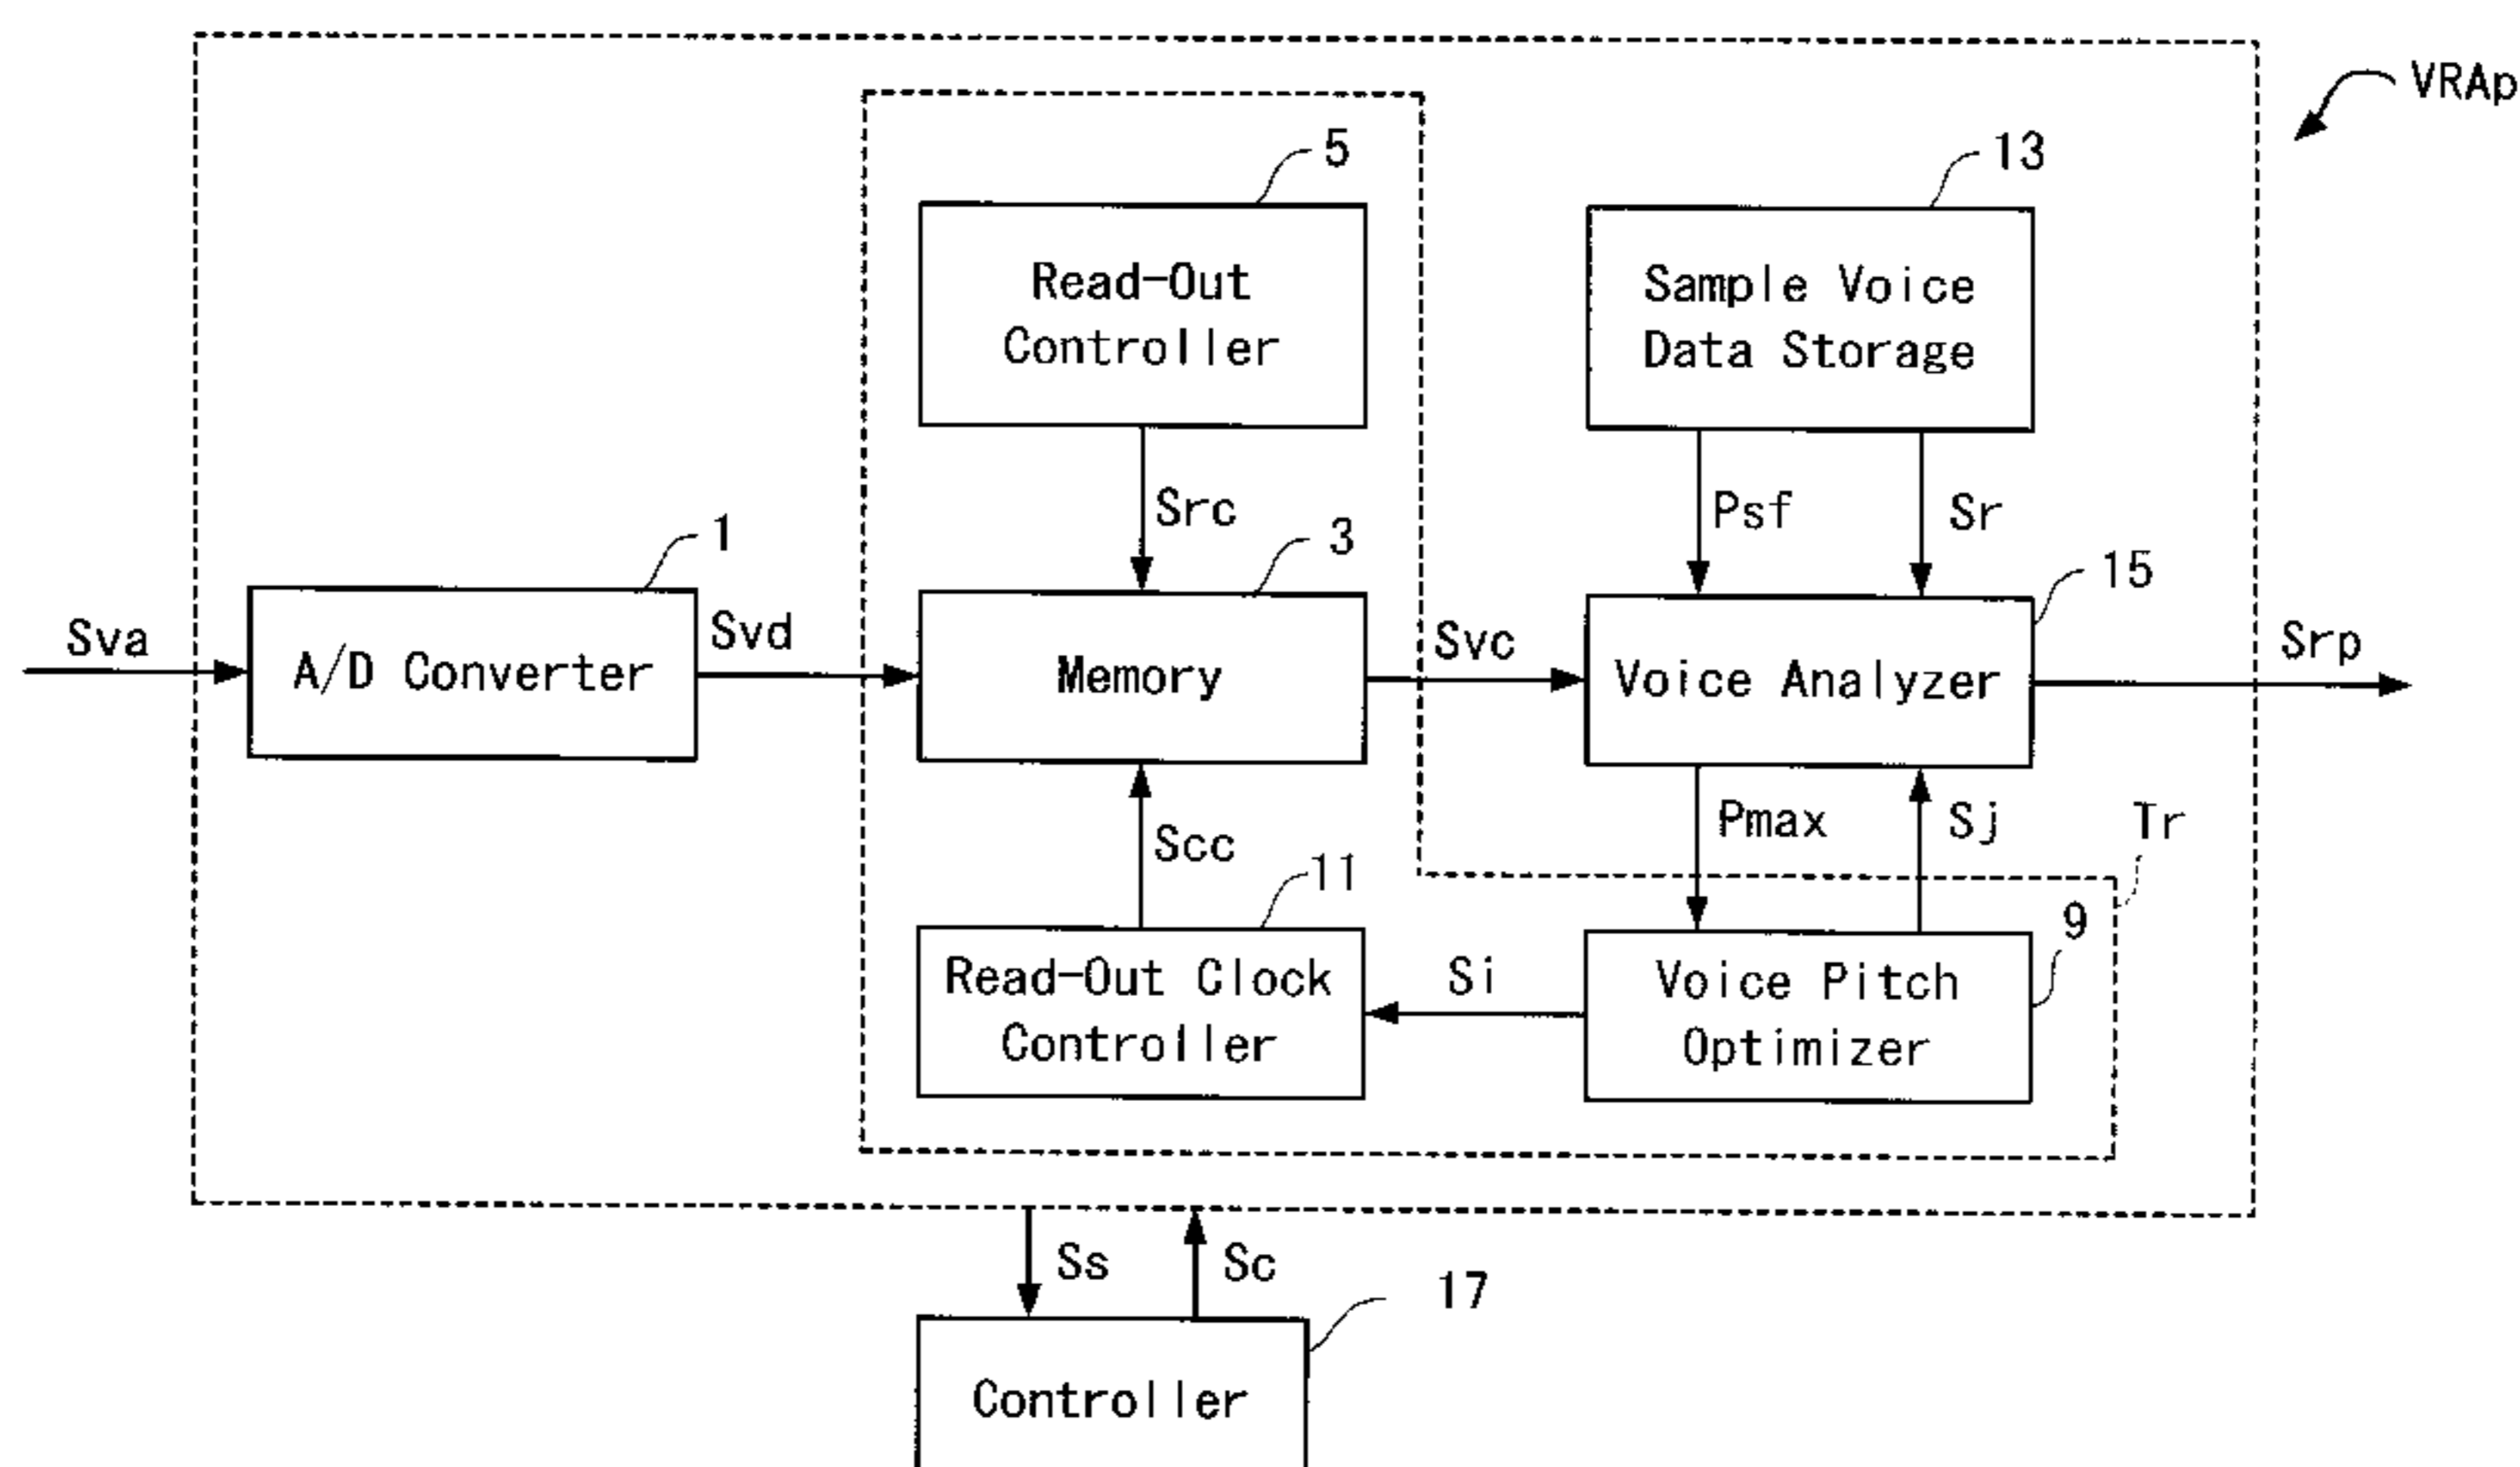 VRAp
5
13
Read-Out
Controller
Sample Voice
Data Storage
Src
Psf
Sr
1
3
15
Sva
A/D Converter
Svd
Memory
Svc
Voice Analyzer
Srp
Scc
Pmax
Sj
Tr
11
9
Read-Out Clock
Controller
Si
Voice Pitch
Optimizer
Ss
Sc
17
Controller